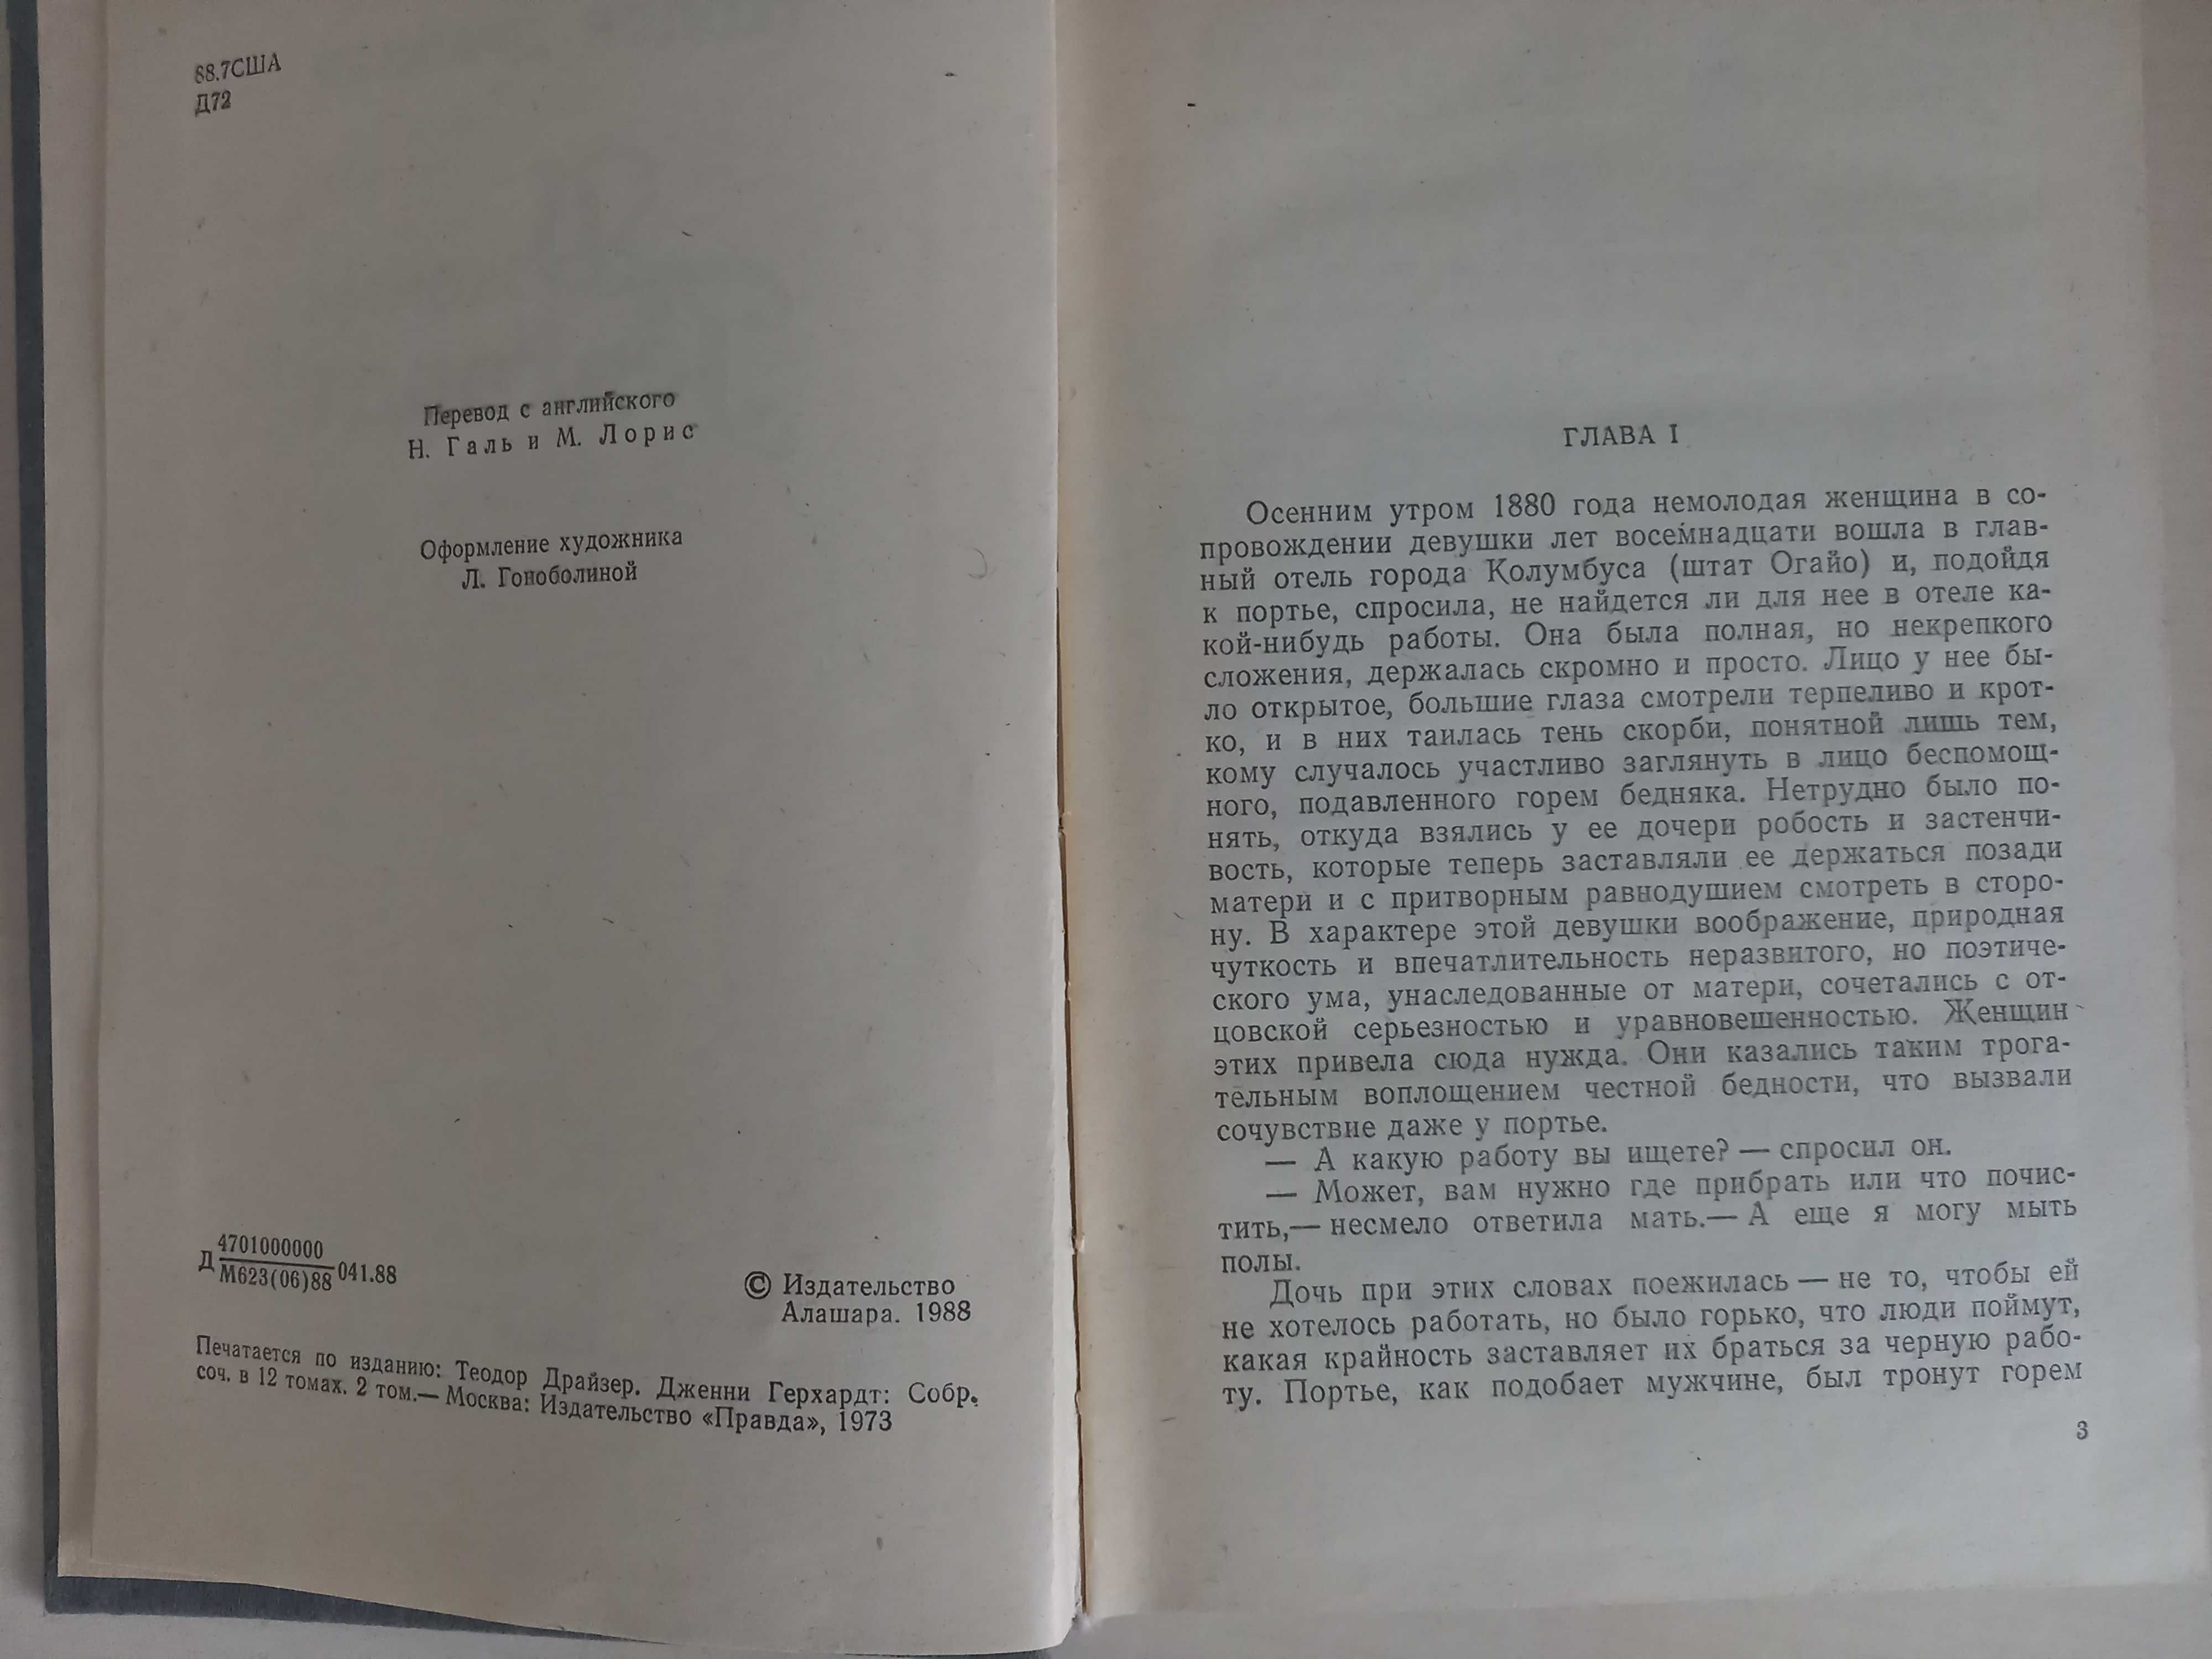 88.7США
Д72
Перевод с английского
Н. Галь и М. Лорис
Оформление художника
Л. Гоноболиной
Д 4701000000 041.88
М623(06)88
© Издательство
Алашара. 1988
Печатается по изданию: Теодор Драйзер. Дженни Герхардт: Собр.
соч. в 12 томах. 2 том.— Москва: Издательство «Правда», 1973
ГЛАВА I
Осенним утром 1880 года немолодая женщина в со-
провождении девушки лет восемнадцати вошла в глав-
ный отель города Колумбуса (штат Огайо) и, подойдя
к портье, спросила, не найдется ли для нее в отеле ка-
кой-нибудь работы. Она была полная, но некрепкого
сложения, держалась скромно и просто. Лицо у нее бы-
ло открытое, большие глаза смотрели терпеливо и крот-
ко, и в них таилась тень скорби, понятной лишь тем,
кому случалось участливо заглянуть в лицо беспомощ-
ного, подавленного горем бедняка. Нетрудно было по-
нять, откуда взялись у ее дочери робость и застенчи-
вость, которые теперь заставляли ее держаться позади
матери и с притворным равнодушием смотреть в сторо-
ну. В характере этой девушки воображение, природная
чуткость и впечатлительность неразвитого, но поэтиче-
ского ума, унаследованные от матери, сочетались с от-
цовской серьезностью и уравновешенностью. Женщин
этих привела сюда нужда. Они казались таким трога-
тельным воплощением честной бедности, что вызвали
сочувствие даже у портье.
— А какую работу вы ищете? — спросил он.
— Может, вам нужно где прибрать или что почис-
тить,— несмело ответила мать.— А еще я могу мыть
полы.
Дочь при этих словах поежилась — не то, чтобы ей
не хотелось работать, но было горько, что люди поймут,
какая крайность заставляет их браться за черную рабо-
ту. Портье, как подобает мужчине, был тронут горем
3